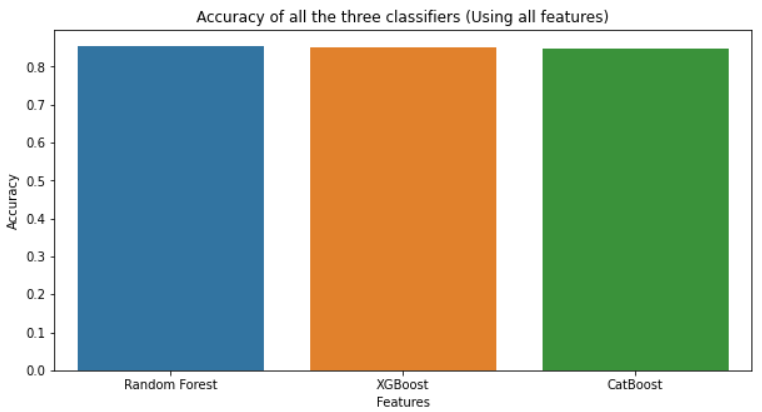 Accuracy of all the three classifiers (Using all features)
Accuracy
0.8
0.7
0.6
0.5
0.4
0.3
0.2
0.1
0.0
Random Forest
XGBoost
CatBoost
Features